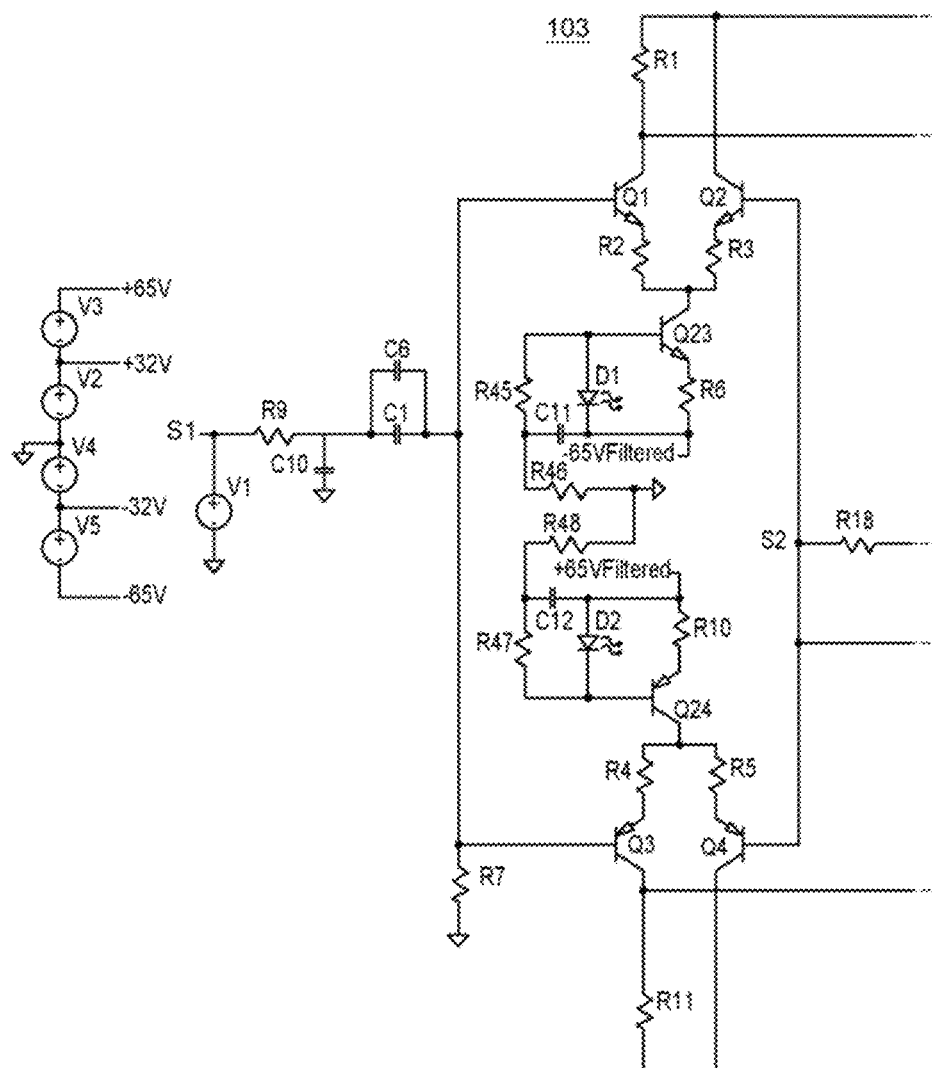 103
R1
Q1
Q2
R2
R3
Q23
V3
+65V
+32V
V2
V4
-32V
V5
-65V
S1
R9
C10
V1
C6
C1
R45
D1
C11
R6
-65VFiltered
R46
R48
+65VFiltered
C12
D2
R47
R10
Q24
S2
R18
R4
R5
Q3
Q4
R7
R11